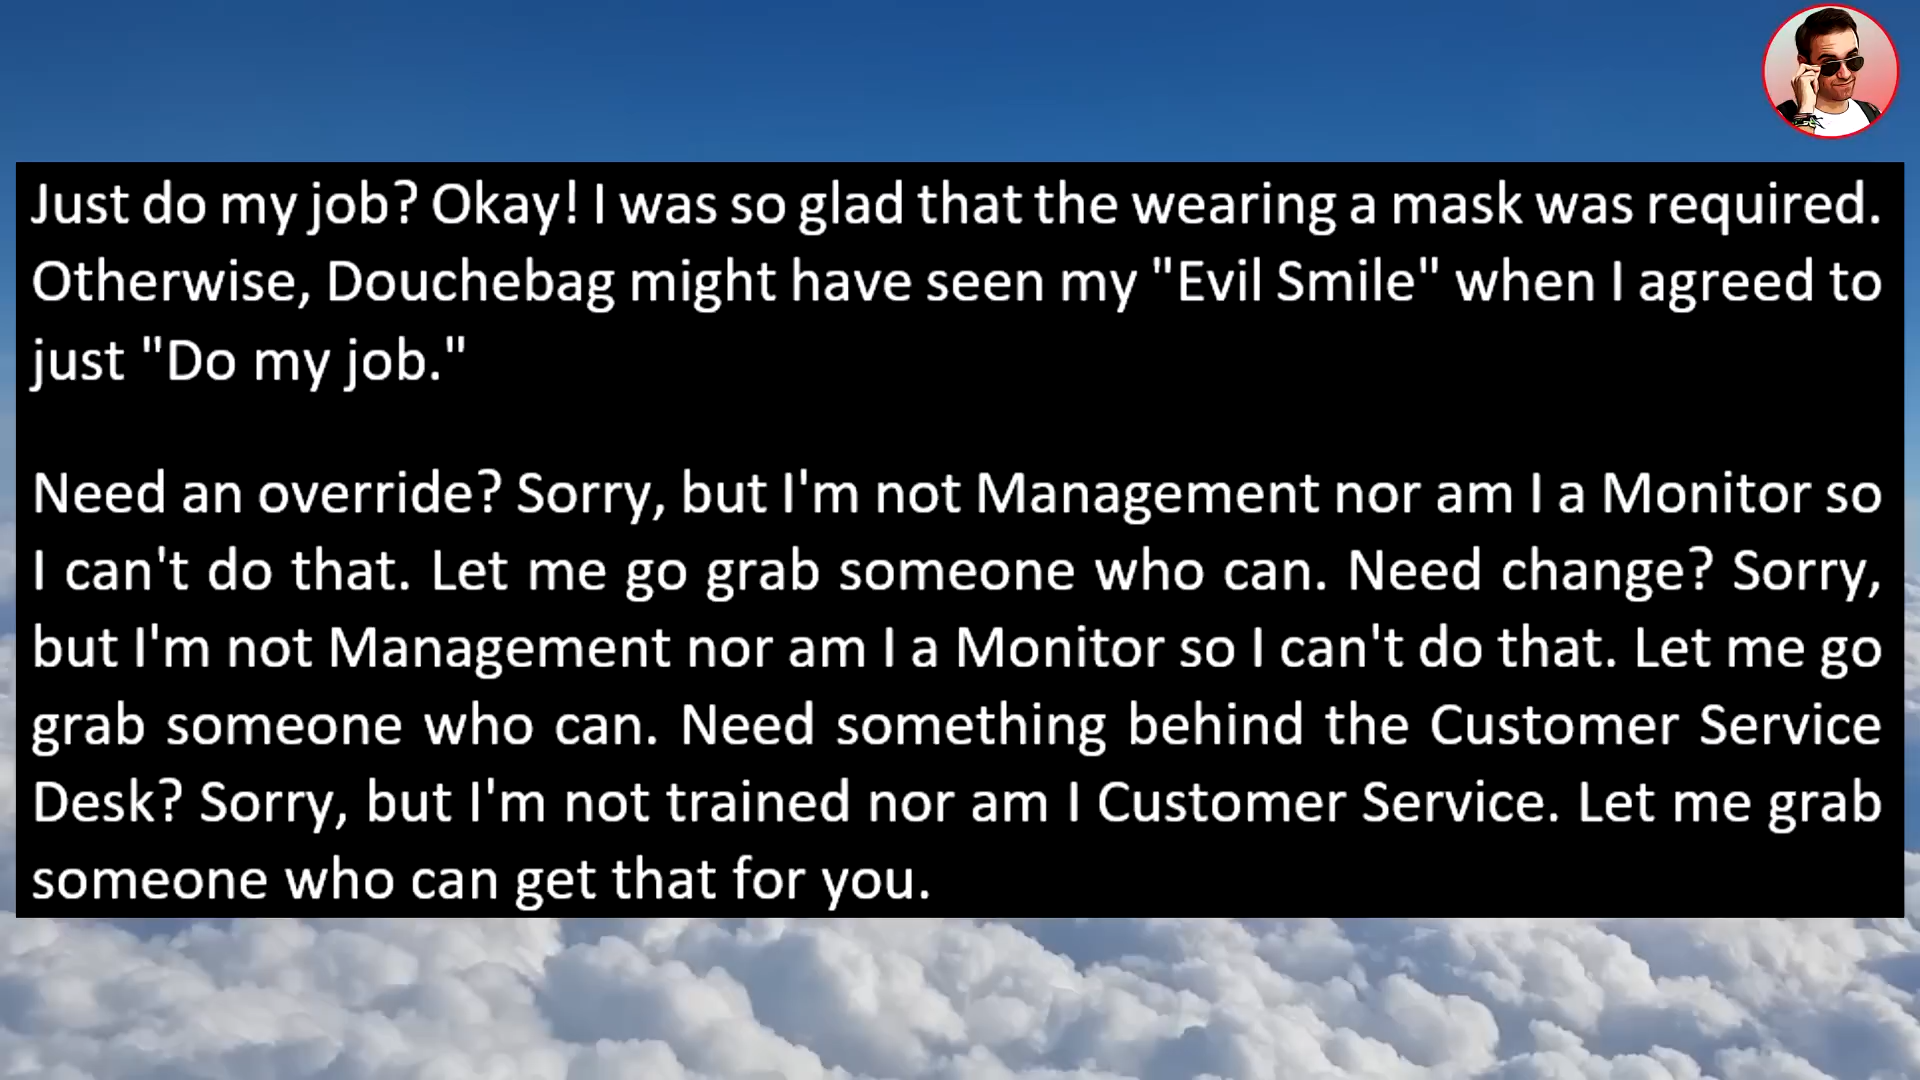 Just do my job? Okay! I was so glad that the wearing a mask was required.
Otherwise, Douchebag might have seen my "Evil Smile" when I agreed to
just "Do my job."
Need an override? Sorry, but I'm not Management nor am I a Monitor so
I can't do that. Let me go grab someone who can. Need change? Sorry,
but I'm not Management nor am I a Monitor so I can't do that. Let me go
grab someone who can. Need something behind the Customer Service
Desk? Sorry, but I'm not trained nor am I Customer Service. Let me grab
someone who can get that for you.